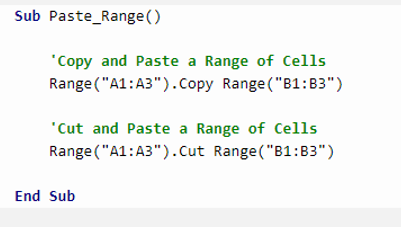 Sub Paste_Range()
'Copy and Paste a Range of Cells
Range("A1:A3").Copy Range("B1:B3")
'Cut and Paste a Range of Cells
Range("A1:A3").Cut Range("B1:B3")
End Sub